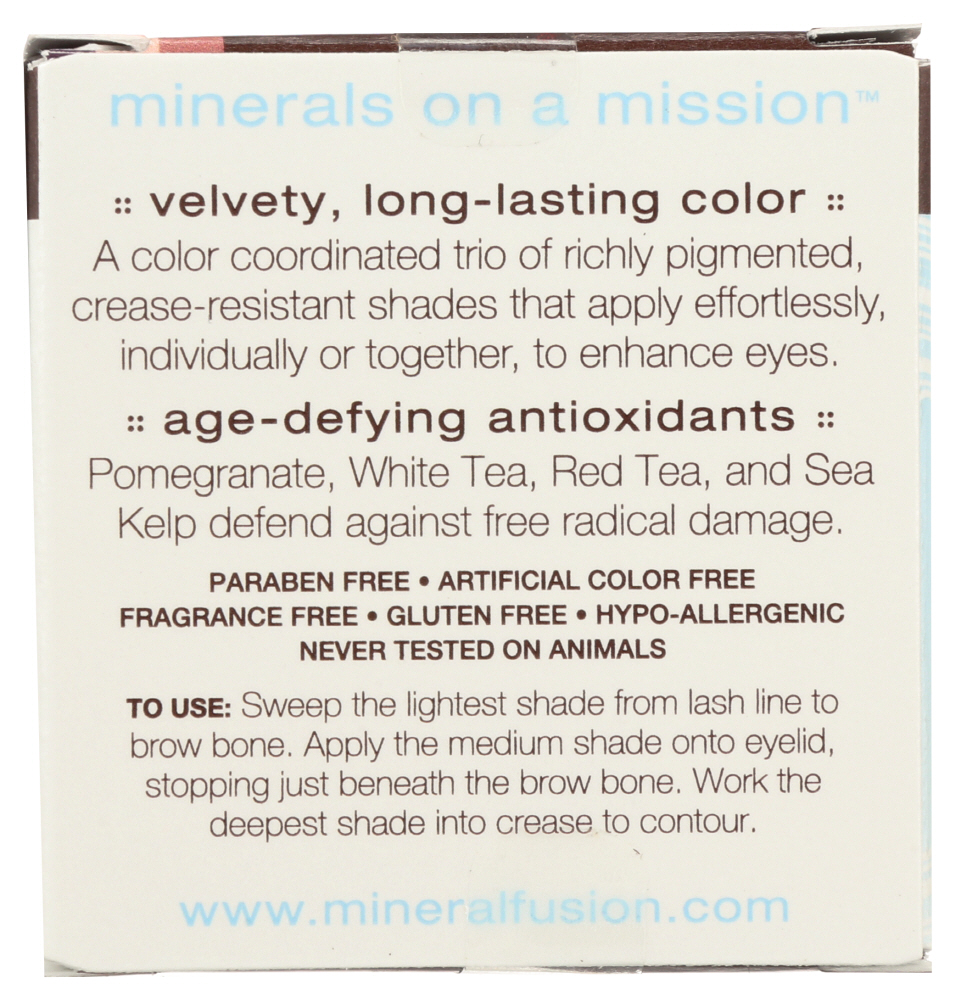 minerals on a mission™
:: velvety, long-lasting color ::
A color coordinated trio of richly pigmented,
crease-resistant shades that apply effortlessly,
individually or together, to enhance eyes.
:: age-defying antioxidants ::
Pomegranate, White Tea, Red Tea, and Sea
Kelp defend against free radical damage.
PARABEN FREE • ARTIFICIAL COLOR FREE
FRAGRANCE FREE • GLUTEN FREE • HYPO-ALLERGENIC
NEVER TESTED ON ANIMALS
TO USE: Sweep the lightest shade from lash line to
brow bone. Apply the medium shade onto eyelid,
stopping just beneath the brow bone. Work the
deepest shade into crease to contour.
www.mineralfusion.com